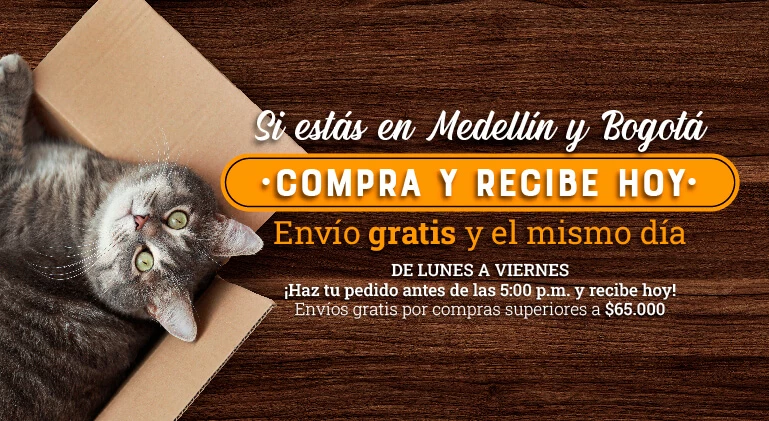 Si estás en Medellín y Bogotá
•COMPRA Y RECIBE HOY•
Envío gratis y el mismo día
DE LUNES A VIERNES
¡Haz tu pedido antes de las 5:00 p.m. y recibe hoy!
Envíos gratis por compras superiores a $65.000